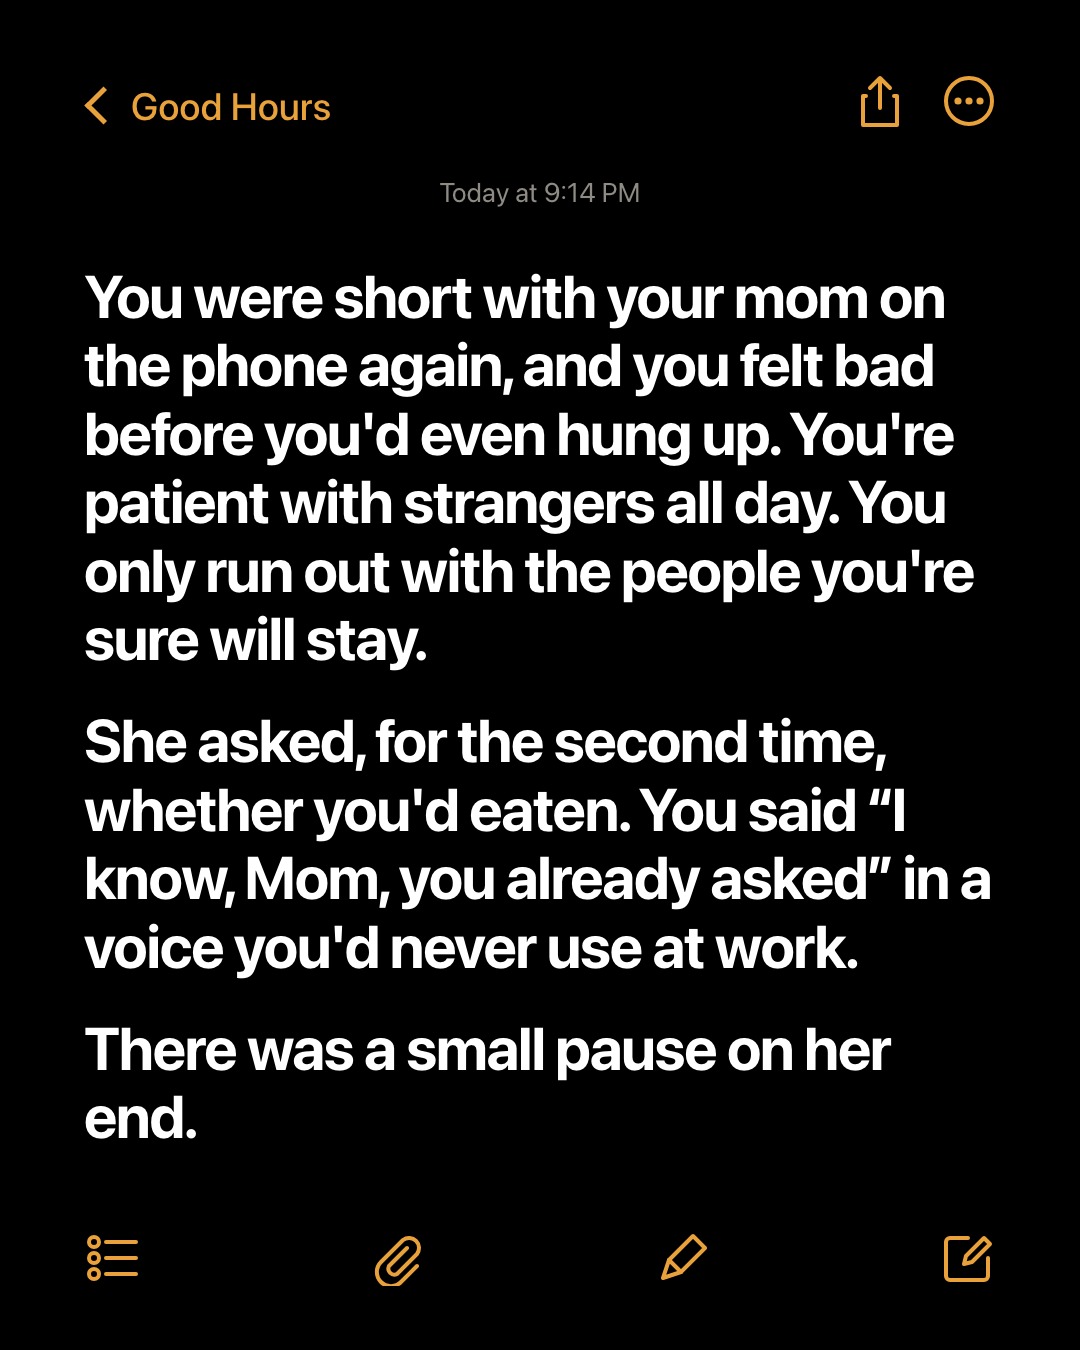 Good Hours
Today at 9:14 PM
You were short with your mom on
the phone again, and you felt bad
before you'd even hung up. You're
patient with strangers all day. You
only run out with the people you're
sure will stay.
She asked, for the second time,
whether you'd eaten. You said “I
know, Mom, you already asked” in a
voice you'd never use at work.
There was a small pause on her
end.